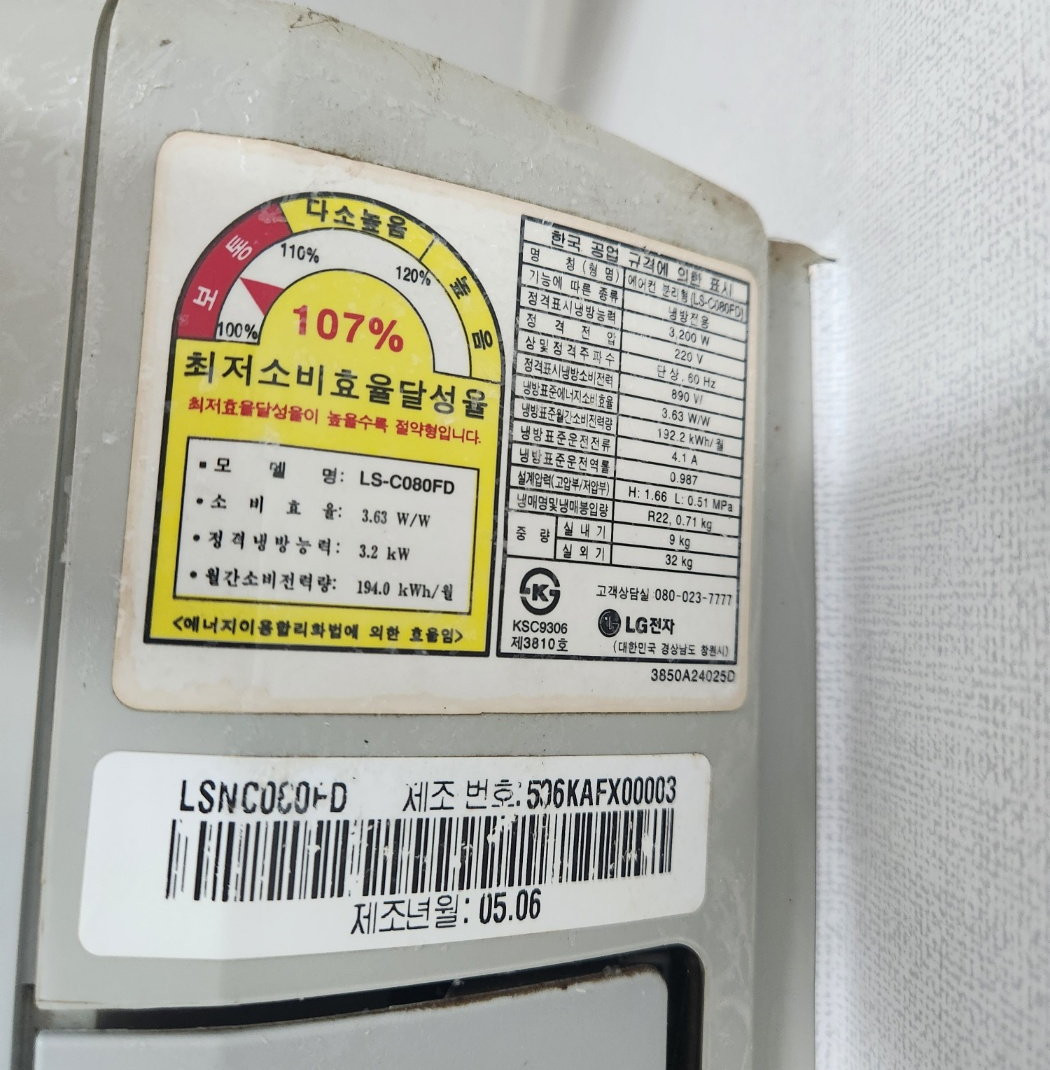 다소높음
보통
높음
110%
120%
100%
107%
최저소비효율달성율
최저효율달성율이 높을수록 절약형입니다.
• 모 델 명: LS-C080FD
• 소 비 효 율: 3.63 W/W
• 정격냉방능력: 3.2 kW
• 월간소비전력량: 194.0 kWh/월
<에너지이용합리화법에 의한 효율임>
한국 공업 규격에 의한 표시
명 칭(형 명) 에어컨 분리형(LS-C080FD)
기능에 따른 종류 냉방전용
정격표시냉방능력 3,200 W
정 격 전 압 220 V
상및정격주파수 단상, 60 Hz
정격표시냉방소비전력 890 W
냉방표준에너지소비효율 3.63 W/W
냉방표준월간소비전력량 192.2 kWh/월
냉방표준운전전류 4.1 A
냉방표준운전역률 0.987
설계압력(고압부/저압부) H: 1.66 L: 0.51 MPa
냉매명및냉매봉입량 R22, 0.71 kg
중 량 실 내 기 9 kg
실 외 기 32 kg
고객상담실 080-023-7777
KSC9306
제3810호
LG전자
(대한민국 경상남도 창원시)
3850A24025D
LSNC080FD 제조 번호: 506KAFX00003
제조년월: 05.06